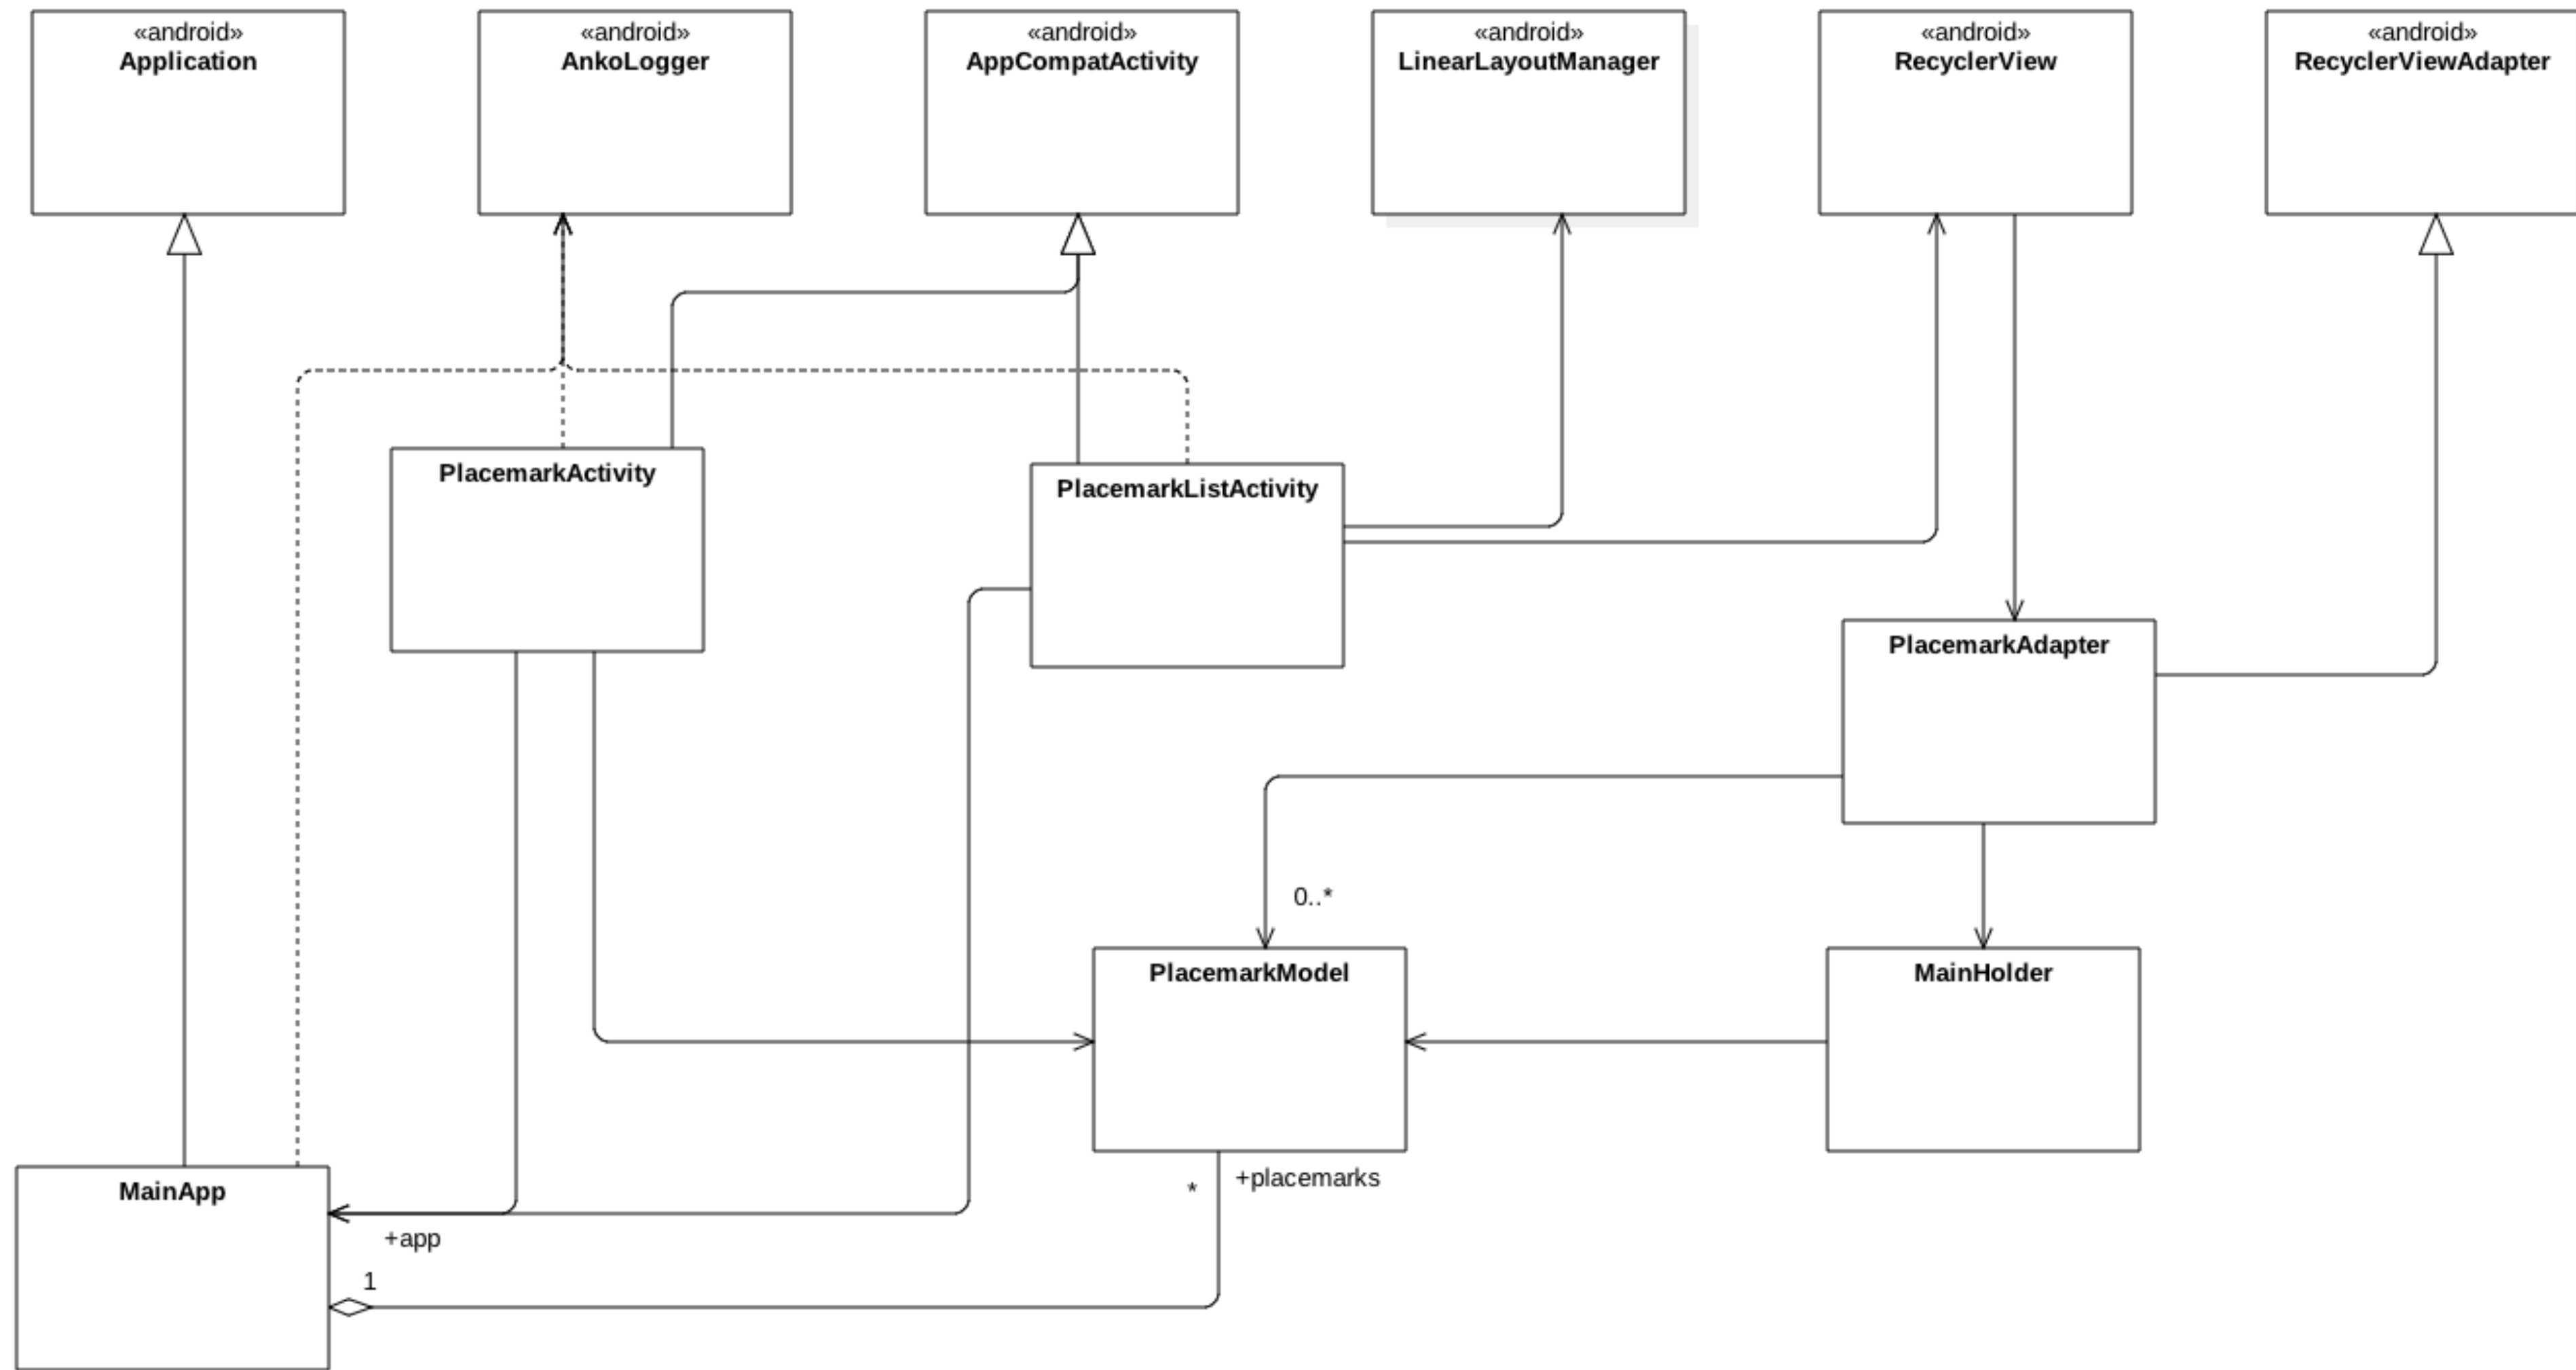 «android»
Application
«android»
AnkoLogger
«android»
AppCompatActivity
«android»
LinearLayoutManager
«android»
RecyclerView
«android»
RecyclerViewAdapter
PlacemarkActivity
PlacemarkListActivity
PlacemarkAdapter
0..*
PlacemarkModel
MainHolder
+placemarks
*
MainApp
+app
1